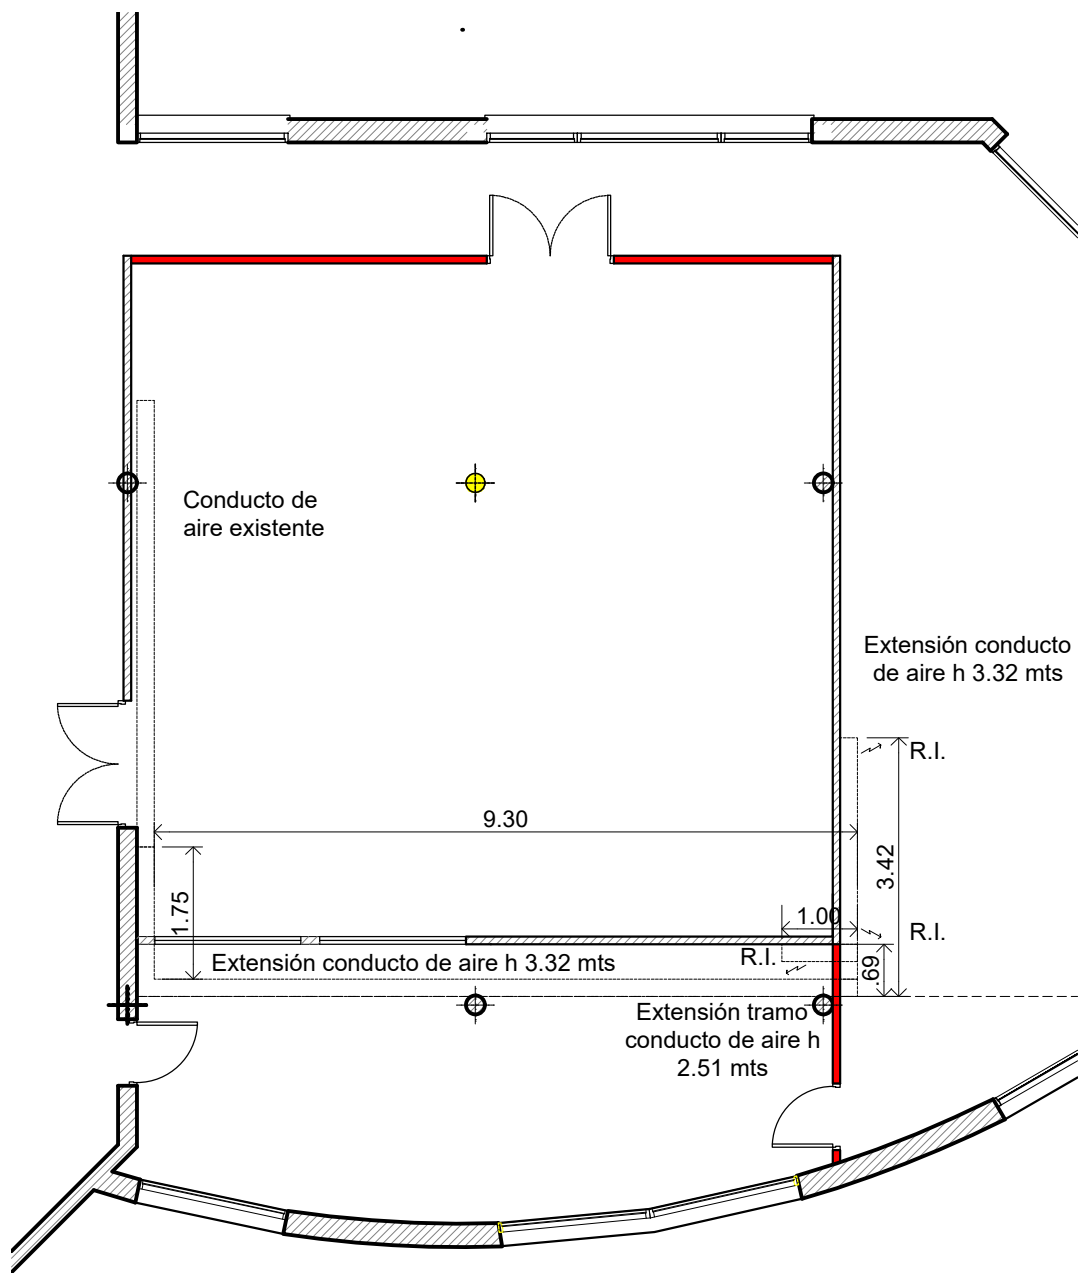 Conducto de
aire existente
Extensión conducto
de aire h 3.32 mts
R.I.
9.30
3.42
1.75
1.00
R.I.
R.I.
Extensión conducto de aire h 3.32 mts
.69
Extensión tramo
conducto de aire h
2.51 mts